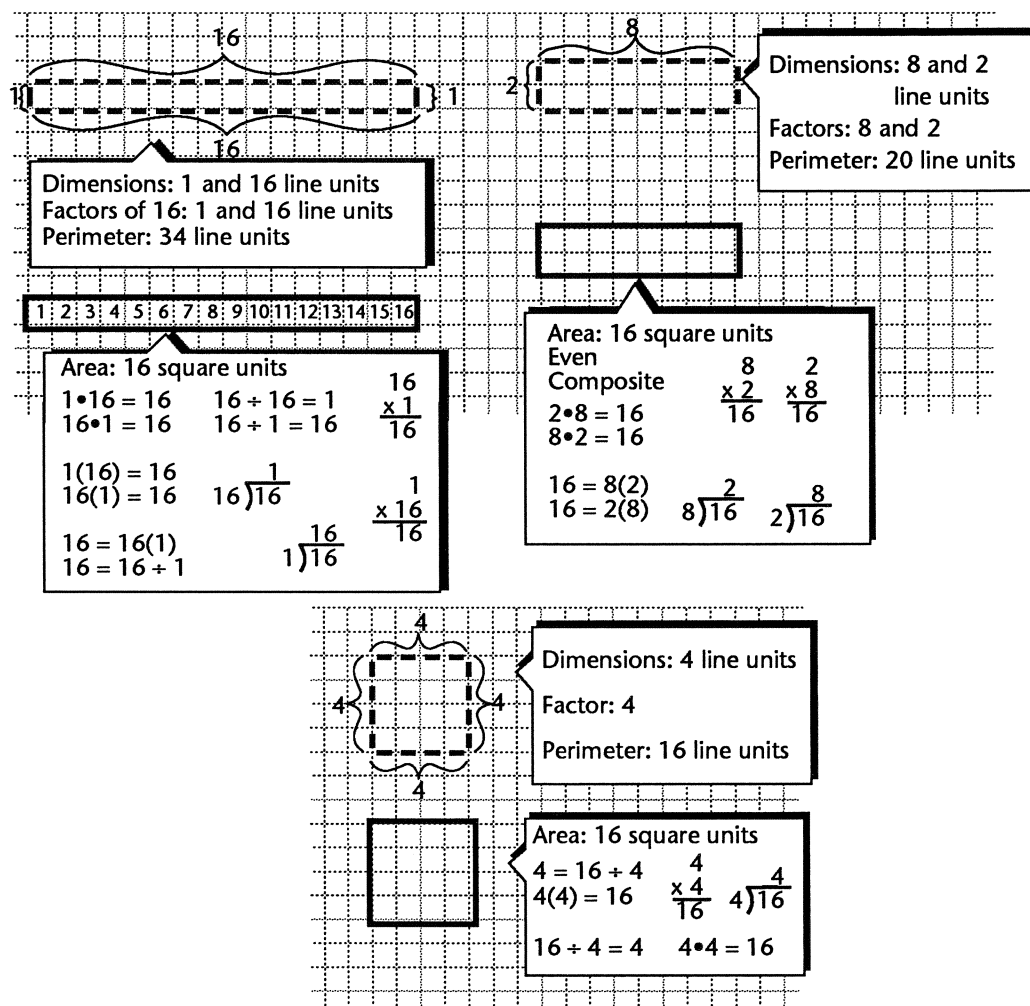 16
1
1
16
Dimensions: 1 and 16 line units
Factors of 16: 1 and 16 line units
Perimeter: 34 line units
1 2 3 4 5 6 7 8 9 10 11 12 13 14 15 16
Area: 16 square units
1•16 = 16
16•1 = 16
16 ÷ 16 = 1
16 ÷ 1 = 16
16
x 1
16
1(16) = 16
16(1) = 16
1
16)16
1
x 16
16
16 = 16(1)
16 = 16 ÷ 1
16
1)16
8
2
Dimensions: 8 and 2
line units
Factors: 8 and 2
Perimeter: 20 line units
Area: 16 square units
Even
Composite
2•8 = 16
8•2 = 16
8
x 2
16
2
x 8
16
16 = 8(2)
16 = 2(8)
2
8)16
8
2)16
4
4
4
4
Dimensions: 4 line units
Factor: 4
Perimeter: 16 line units
Area: 16 square units
4 = 16 ÷ 4
4(4) = 16
4
x 4
16
4
4)16
16 ÷ 4 = 4
4•4 = 16